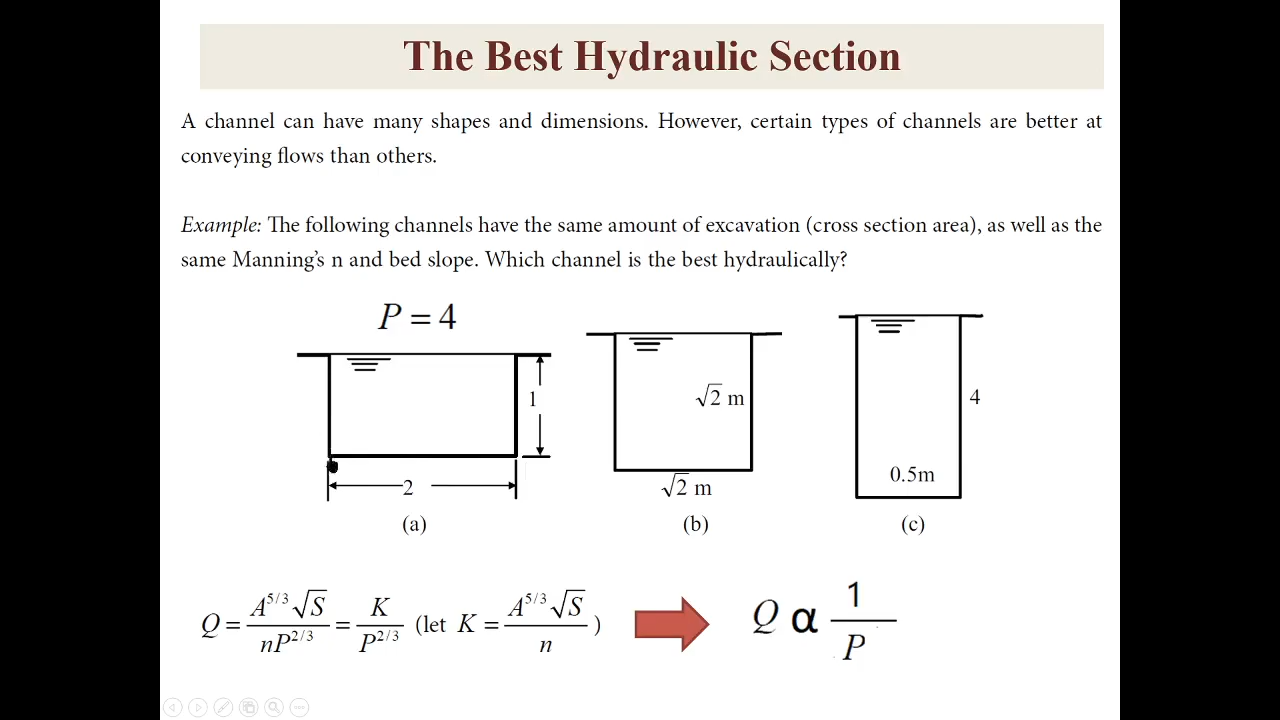 The Best Hydraulic Section
A channel can have many shapes and dimensions. However, certain types of channels are better at
conveying flows than others.
Example: The following channels have the same amount of excavation (cross section area), as well as the
same Manning's n and bed slope. Which channel is the best hydraulically?
P = 4
1
2
(a)
√2 m
√2 m
(b)
4
0.5m
(c)
Q = A^{5/3}√S / nP^{2/3} = K / P^{2/3} (let K = A^{5/3}√S / n )
Q α 1 / P